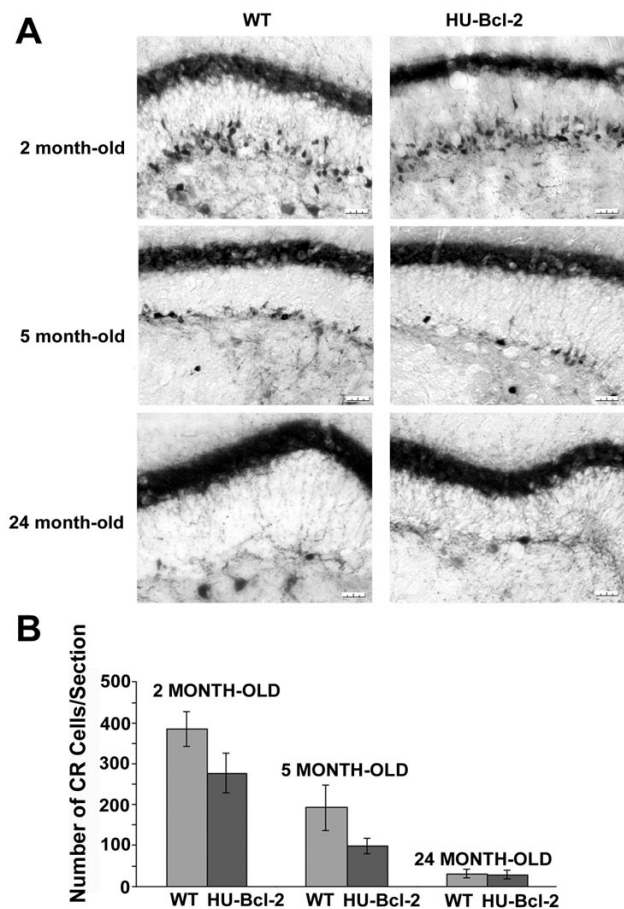 A
WT
HU-Bcl-2
2 month-old
5 month-old
24 month-old
B
Number of CR Cells/Section
500
400
300
200
100
0
2 MONTH-OLD
5 MONTH-OLD
24 MONTH-OLD
WT HU-Bcl-2
WT HU-Bcl-2
WT HU-Bcl-2